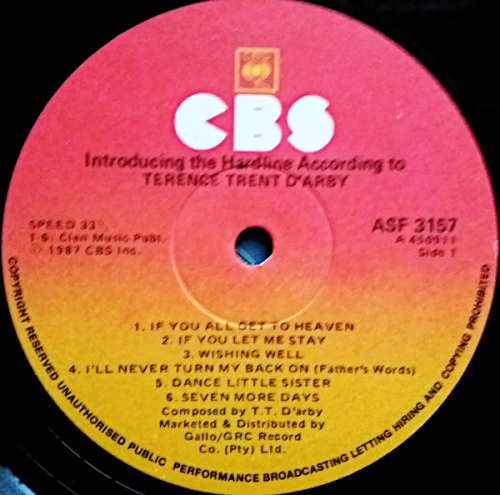 CBS
Introducing the Hardline According to
TERENCE TRENT D'ARBY
SPEED 33⅓
1-6: Clan Music Publ.
℗ 1987 CBS Inc.
ASF 3157
A 450911
Side 1
1. IF YOU ALL GET TO HEAVEN
2. IF YOU LET ME STAY
3. WISHING WELL
4. I'LL NEVER TURN MY BACK ON (Father's Words)
5. DANCE LITTLE SISTER
6. SEVEN MORE DAYS
Composed by T.T. D'arby
Marketed & Distributed by
Gallo/GRC Record
Co. (Pty) Ltd.
COPYRIGHT RESERVED UNAUTHORISED PUBLIC PERFORMANCE BROADCASTING LETTING HIRING AND COPYING PROHIBITED